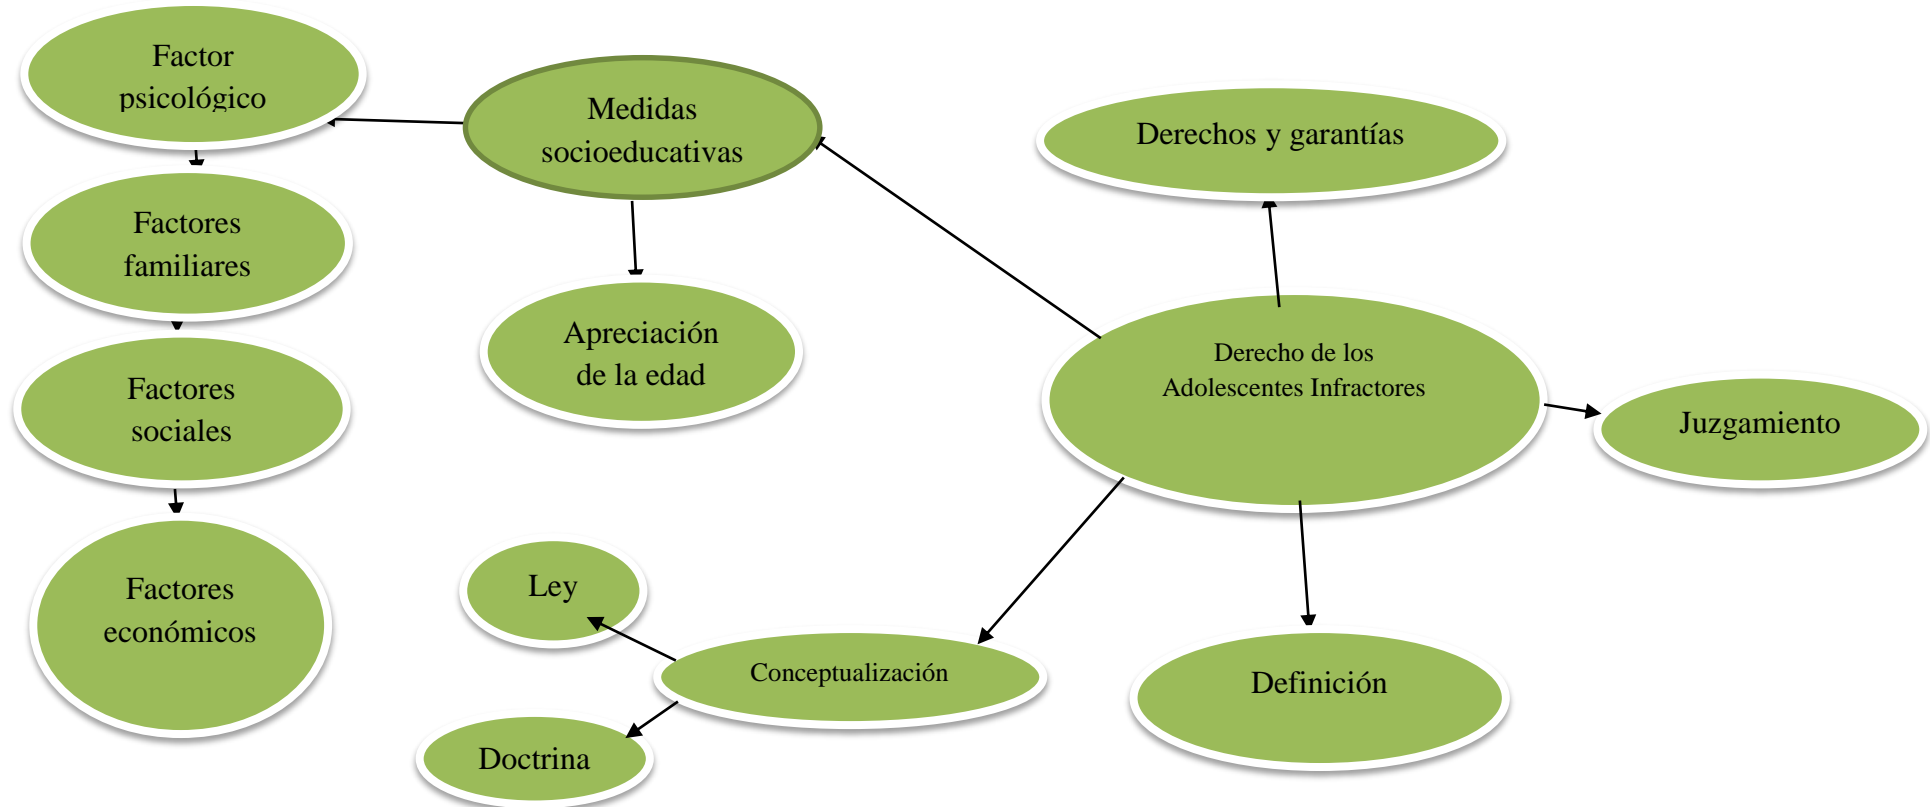 Factor
psicológico
Medidas
socioeducativas
Derechos y garantías
Factores
familiares
Apreciación
de la edad
Derecho de los
Adolescentes Infractores
Factores
sociales
Juzgamiento
Ley
Factores
económicos
Conceptualización
Definición
Doctrina